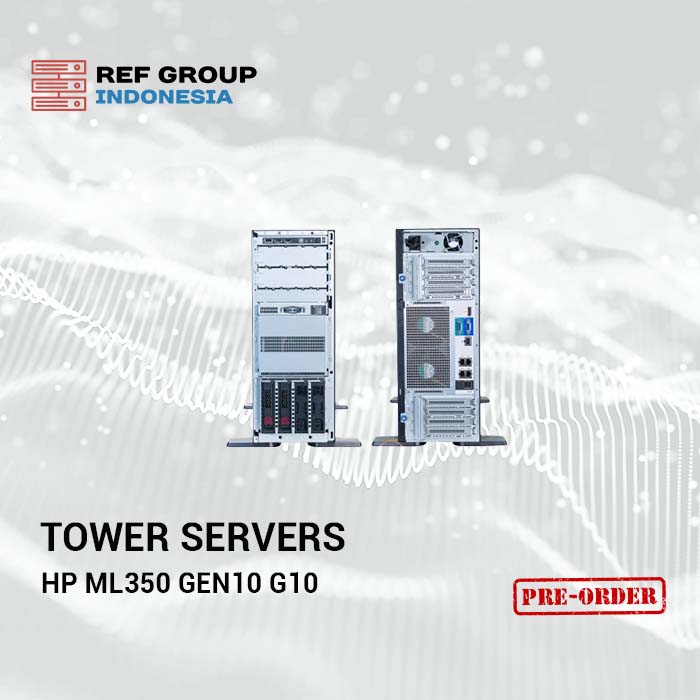 REF GROUP
INDONESIA
TOWER SERVERS
HP ML350 GEN10 G10
PRE-ORDER